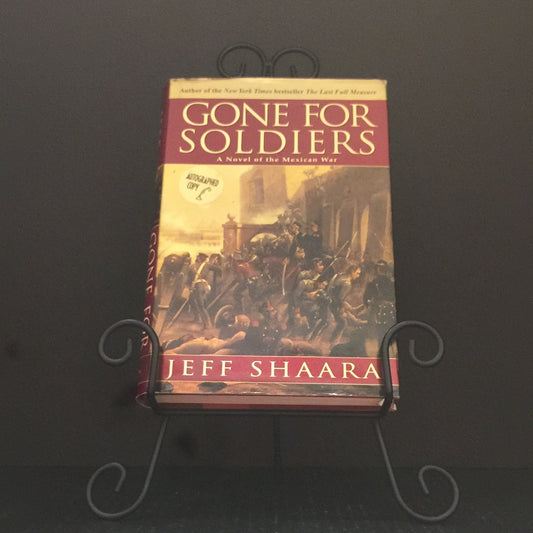 Author of the New York Times bestseller The Last Full Measure
GONE FOR
SOLDIERS
A Novel of the Mexican War
AUTOGRAPHED
COPY
JEFF SHAARA
GONE FOR